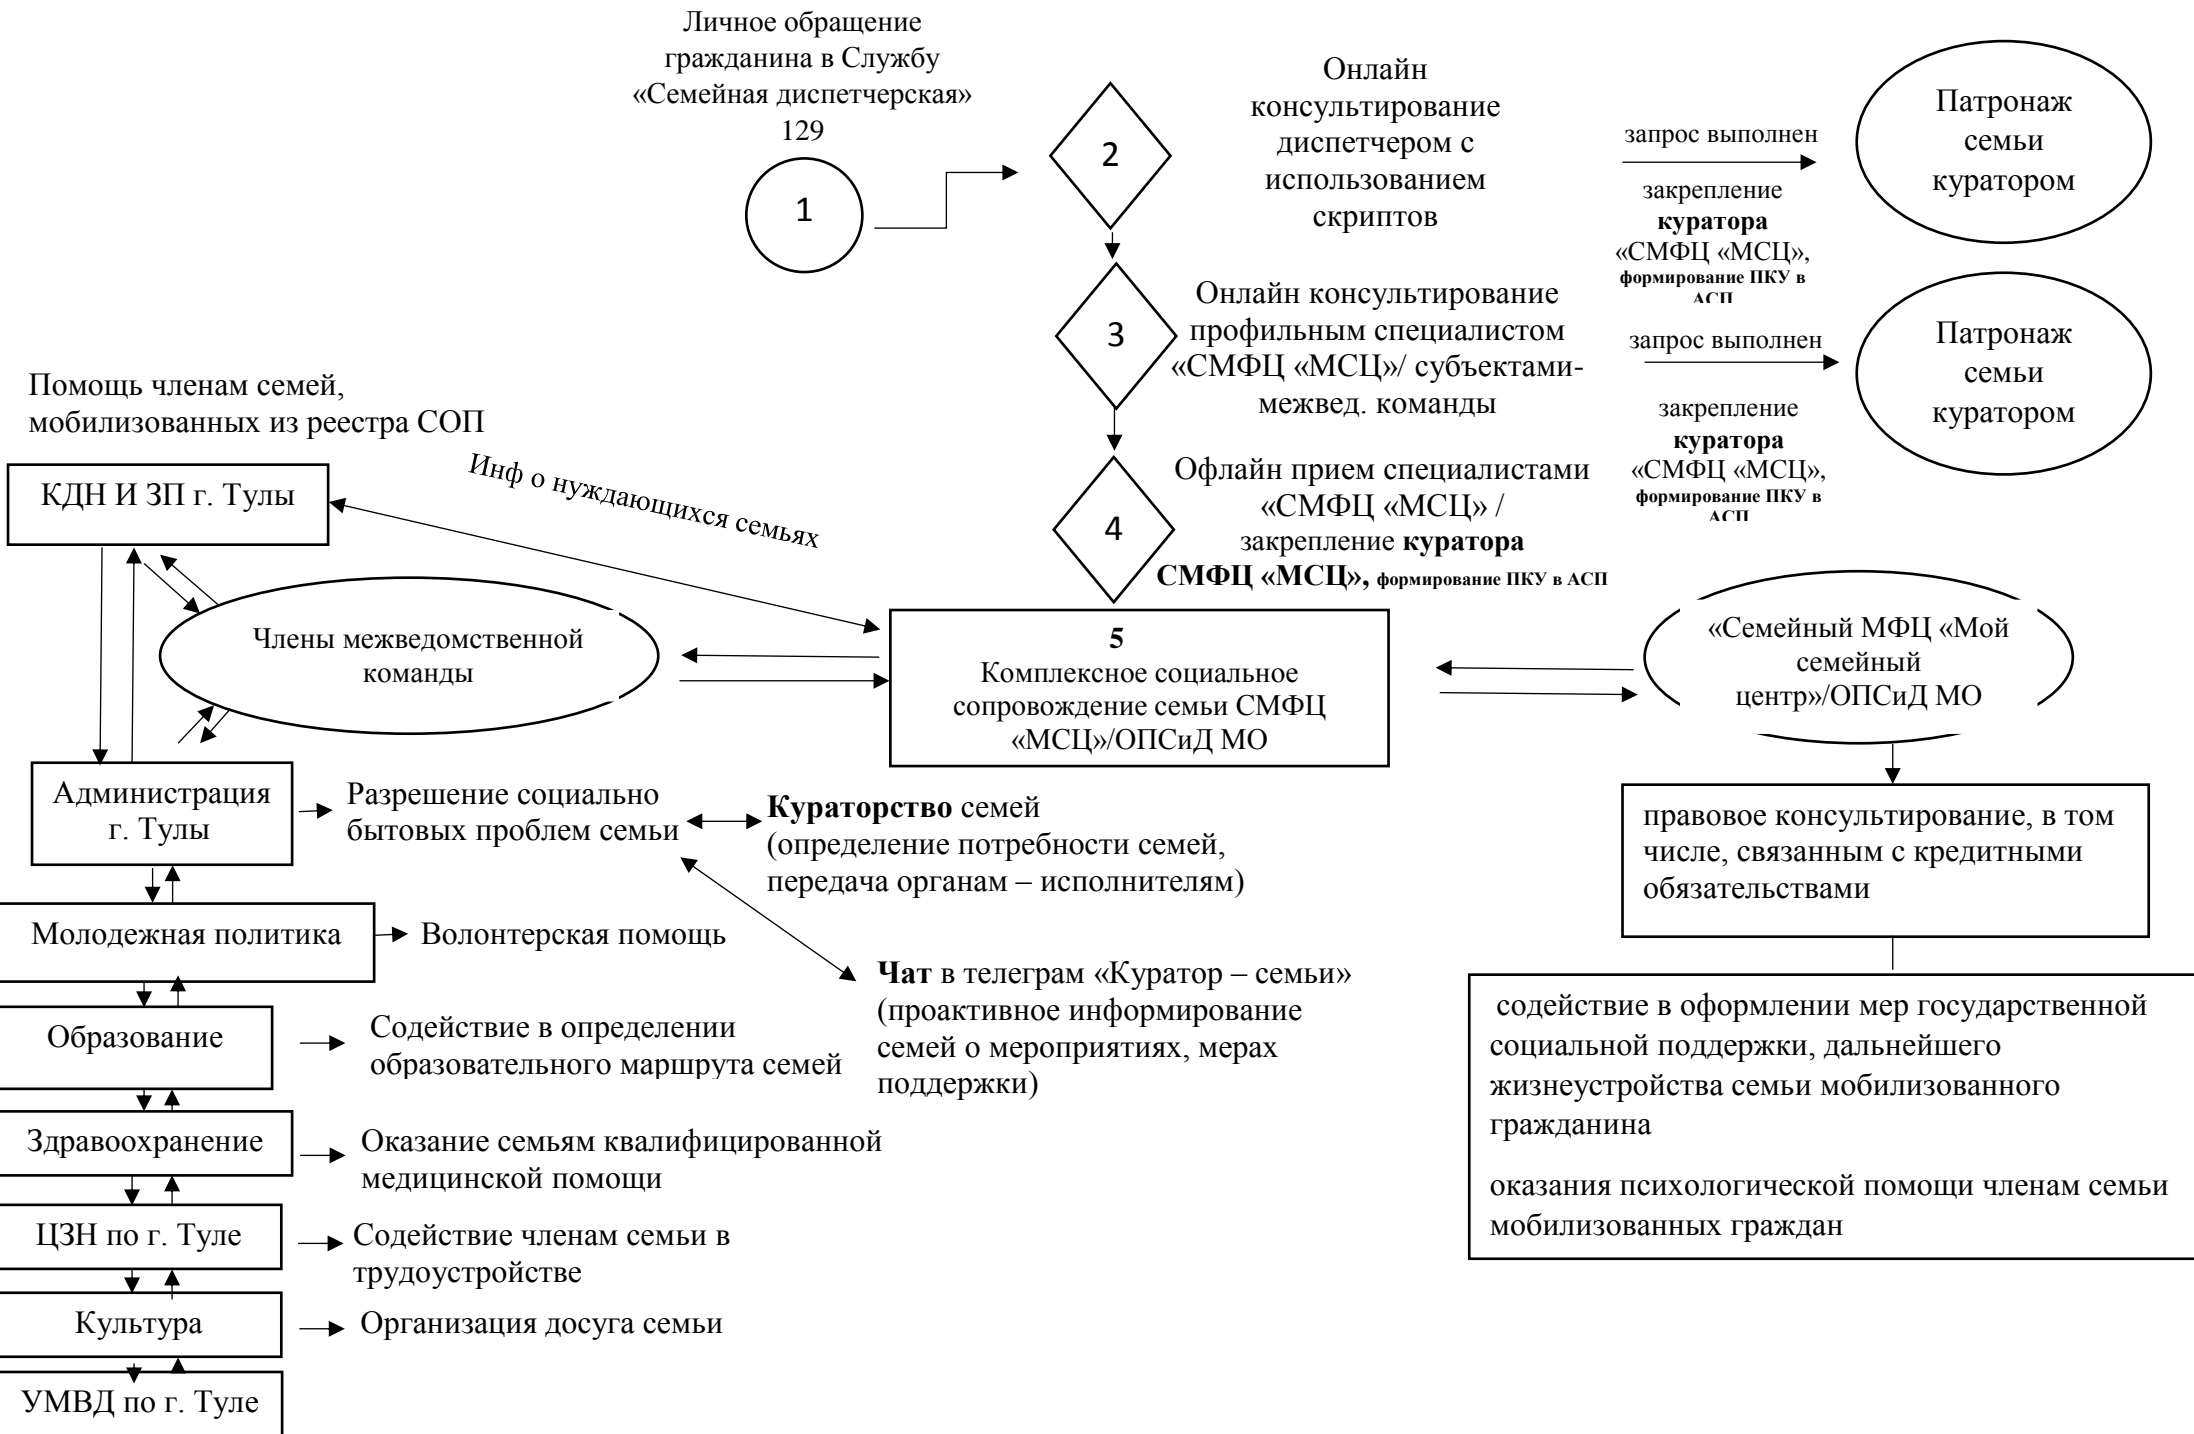 Личное обращение
гражданина в Службу
«Семейная диспетчерская»
129
1
2
Онлайн
консультирование
диспетчером с
использованием
скриптов
запрос выполнен
закрепление
куратора
«СМФЦ «МСЦ»,
формирование ПКУ в
АСП
Патронаж
семьи
куратором
3
Онлайн консультирование
профильным специалистом
«СМФЦ «МСЦ»/ субъектами-
межвед. команды
запрос выполнен
закрепление
куратора
«СМФЦ «МСЦ»,
формирование ПКУ в
АСП
Патронаж
семьи
куратором
Помощь членам семей,
мобилизованных из реестра СОП
КДН И ЗП г. Тулы
Инф о нуждающихся семьях
4
Офлайн прием специалистами
«СМФЦ «МСЦ» /
закрепление куратора
СМФЦ «МСЦ», формирование ПКУ в АСП
Члены межведомственной
команды
5
Комплексное социальное
сопровождение семьи СМФЦ
«МСЦ»/ОПСиД МО
«Семейный МФЦ «Мой
семейный
центр»/ОПСиД МО
Администрация
г. Тулы
Разрешение социально
бытовых проблем семьи
Кураторство семей
(определение потребности семей,
передача органам – исполнителям)
правовое консультирование, в том
числе, связанным с кредитными
обязательствами
Молодежная политика
Волонтерская помощь
Чат в телеграм «Куратор – семьи»
(проактивное информирование
семей о мероприятиях, мерах
поддержки)
содействие в оформлении мер государственной
социальной поддержки, дальнейшего
жизнеустройства семьи мобилизованного
гражданина
оказания психологической помощи членам семьи
мобилизованных граждан
Образование
Содействие в определении
образовательного маршрута семей
Здравоохранение
Оказание семьям квалифицированной
медицинской помощи
ЦЗН по г. Туле
Содействие членам семьи в
трудоустройстве
Культура
Организация досуга семьи
УМВД по г. Туле